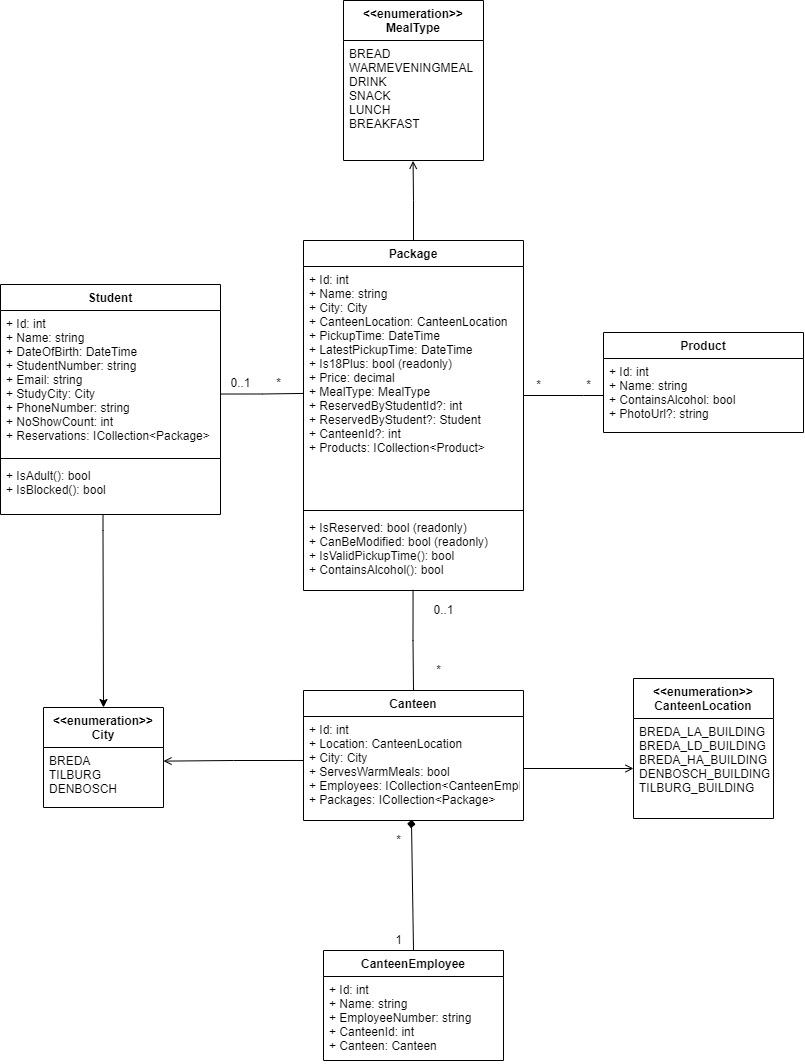 <<enumeration>>
MealType
BREAD
WARMEVENINGMEAL
DRINK
SNACK
LUNCH
BREAKFAST
Package
+ Id: int
+ Name: string
+ City: City
+ CanteenLocation: CanteenLocation
+ PickupTime: DateTime
+ LatestPickupTime: DateTime
+ Is18Plus: bool (readonly)
+ Price: decimal
+ MealType: MealType
+ ReservedByStudentId?: int
+ ReservedByStudent?: Student
+ CanteenId?: int
+ Products: ICollection<Product>
+ IsReserved: bool (readonly)
+ CanBeModified: bool (readonly)
+ IsValidPickupTime(): bool
+ ContainsAlcohol(): bool
Student
+ Id: int
+ Name: string
+ DateOfBirth: DateTime
+ StudentNumber: string
+ Email: string
+ StudyCity: City
+ PhoneNumber: string
+ NoShowCount: int
+ Reservations: ICollection<Package>
+ IsAdult(): bool
+ IsBlocked(): bool
0..1
*
*
*
Product
+ Id: int
+ Name: string
+ ContainsAlcohol: bool
+ PhotoUrl?: string
0..1
*
<<enumeration>>
City
BREDA
TILBURG
DENBOSCH
Canteen
+ Id: int
+ Location: CanteenLocation
+ City: City
+ ServesWarmMeals: bool
+ Employees: ICollection<CanteenEmpl
+ Packages: ICollection<Package>
<<enumeration>>
CanteenLocation
BREDA_LA_BUILDING
BREDA_LD_BUILDING
BREDA_HA_BUILDING
DENBOSCH_BUILDING
TILBURG_BUILDING
*
1
CanteenEmployee
+ Id: int
+ Name: string
+ EmployeeNumber: string
+ CanteenId: int
+ Canteen: Canteen